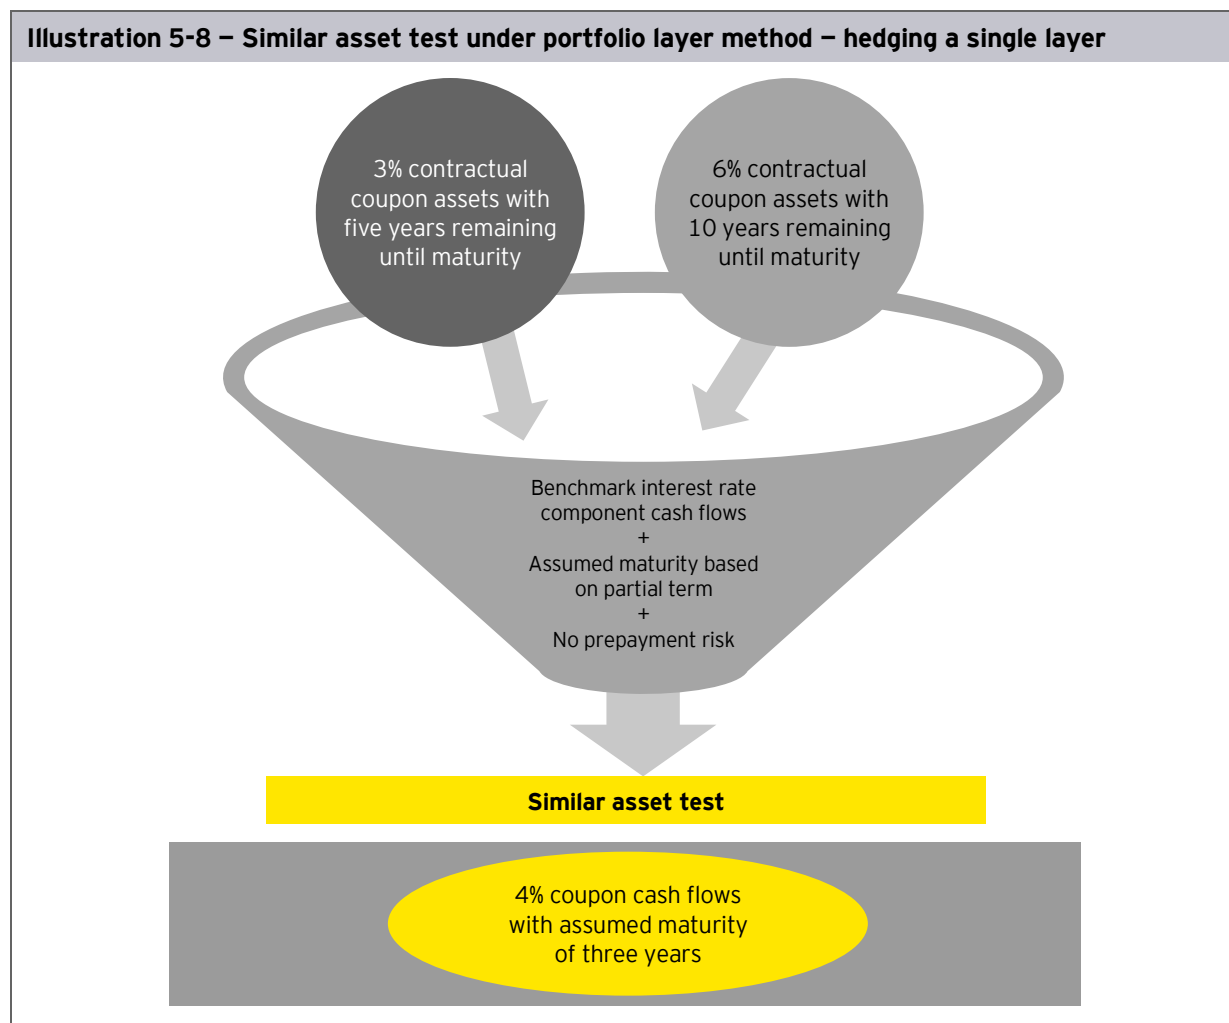 Illustration 5-8 — Similar asset test under portfolio layer method — hedging a single layer
3% contractual
coupon assets with
five years remaining
until maturity
6% contractual
coupon assets with
10 years remaining
until maturity
Benchmark interest rate
component cash flows
+
Assumed maturity based
on partial term
+
No prepayment risk
Similar asset test
4% coupon cash flows
with assumed maturity
of three years